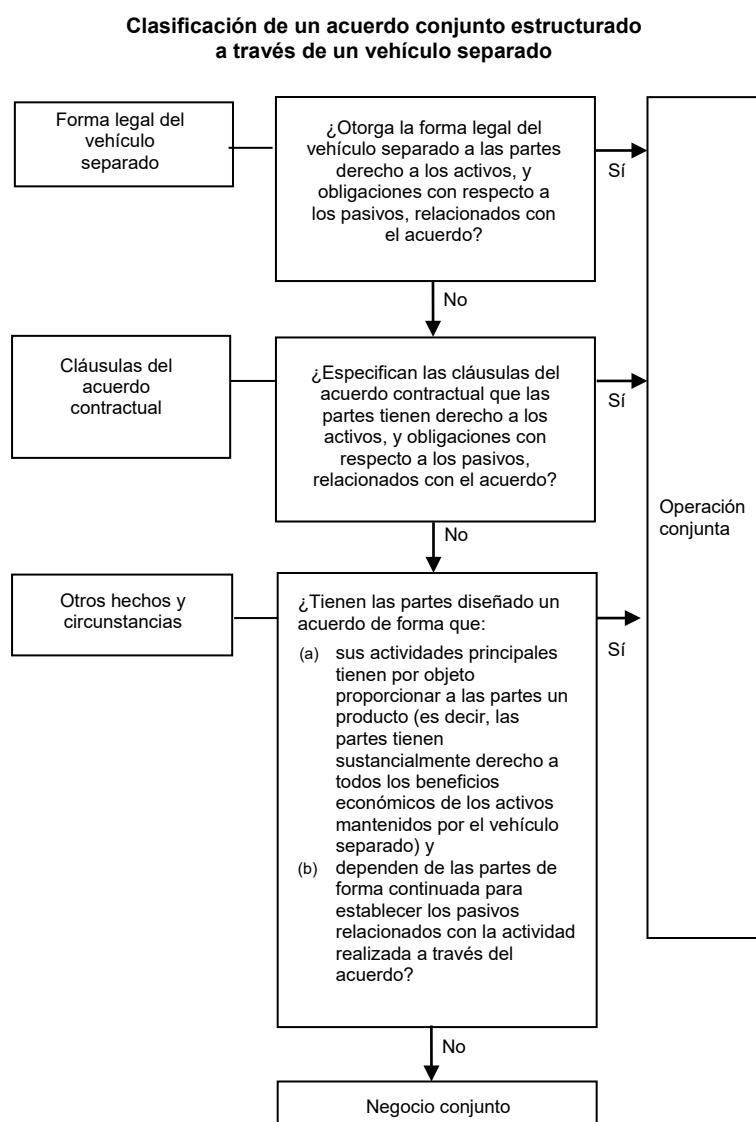 Clasificación de un acuerdo conjunto estructurado
a través de un vehículo separado
Forma legal del
vehículo
separado
¿Otorga la forma legal del
vehículo separado a las partes
derecho a los activos, y
obligaciones con respecto a
los pasivos, relacionados con
el acuerdo?
Sí
No
Cláusulas del
acuerdo
contractual
¿Especifican las cláusulas del
acuerdo contractual que las
partes tienen derecho a los
activos, y obligaciones con
respecto a los pasivos,
relacionados con el acuerdo?
Sí
Operación
conjunta
No
Otros hechos y
circunstancias
¿Tienen las partes diseñado un
acuerdo de forma que:
(a) sus actividades principales
tienen por objeto
proporcionar a las partes un
producto (es decir, las
partes tienen
sustancialmente derecho a
todos los beneficios
económicos de los activos
mantenidos por el vehículo
separado) y
(b) dependen de las partes de
forma continuada para
establecer los pasivos
relacionados con la actividad
realizada a través del
acuerdo?
Sí
No
Negocio conjunto